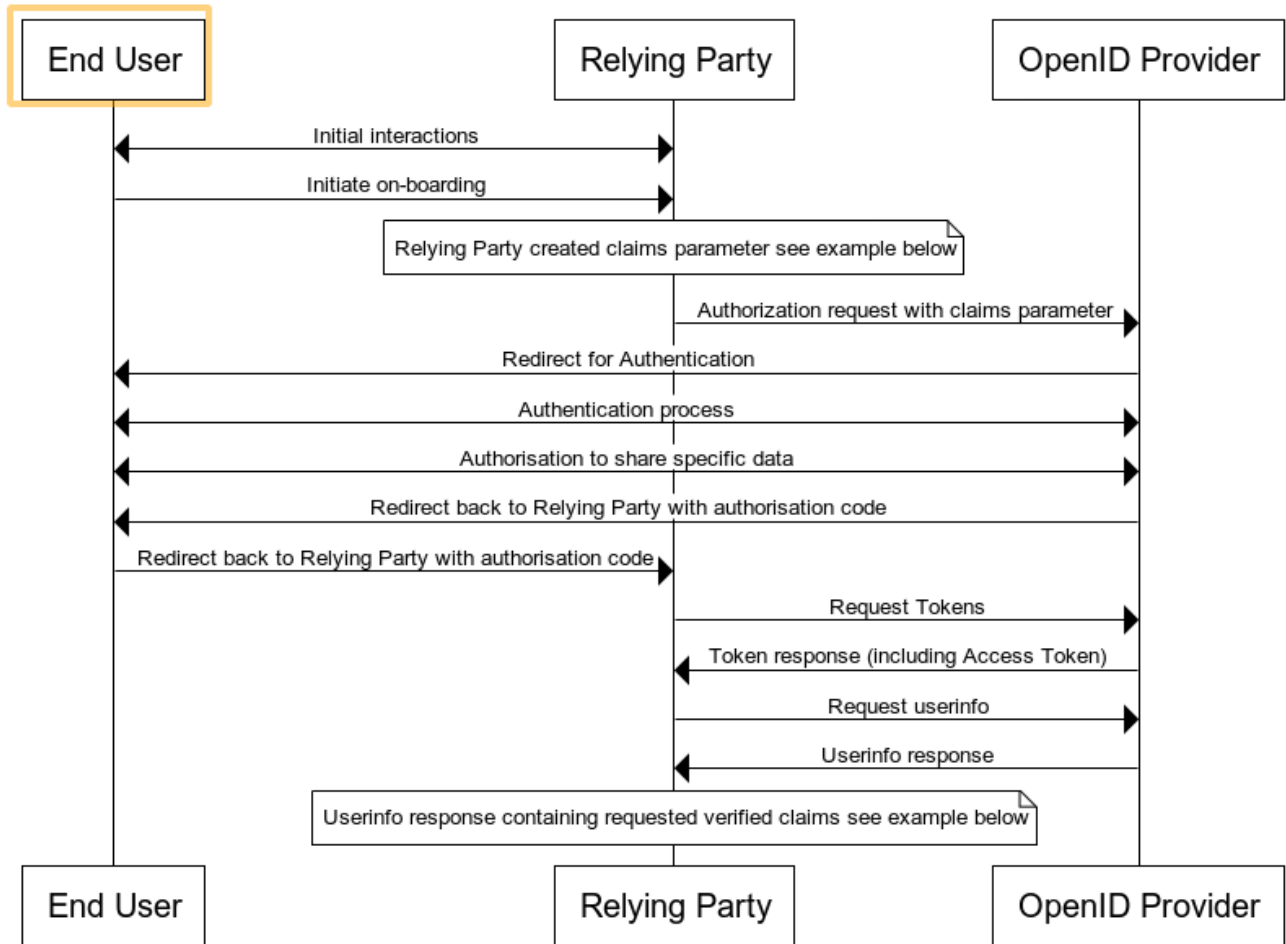 End User
Relying Party
OpenID Provider
Initial interactions
Initiate on-boarding
Relying Party created claims parameter see example below
Authorization request with claims parameter
Redirect for Authentication
Authentication process
Authorisation to share specific data
Redirect back to Relying Party with authorisation code
Redirect back to Relying Party with authorisation code
Request Tokens
Token response (including Access Token)
Request userinfo
Userinfo response
Userinfo response containing requested verified claims see example below
End User
Relying Party
OpenID Provider